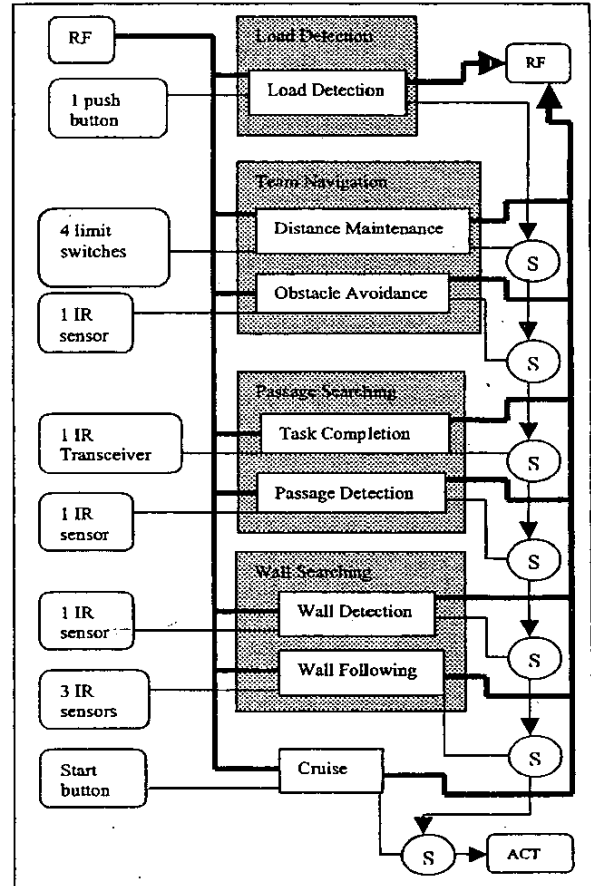 RF
Load Detection
RF
1 push
button
Load Detection
Team Navigation
4 limit
switches
Distance Maintenance
S
1 IR
sensor
Obstacle Avoidance
S
Passage Searching
1 IR
Transceiver
Task Completion
S
1 IR
sensor
Passage Detection
S
Wall Searching
1 IR
sensor
Wall Detection
S
3 IR
sensors
Wall Following
S
Start
button
Cruise
S
ACT